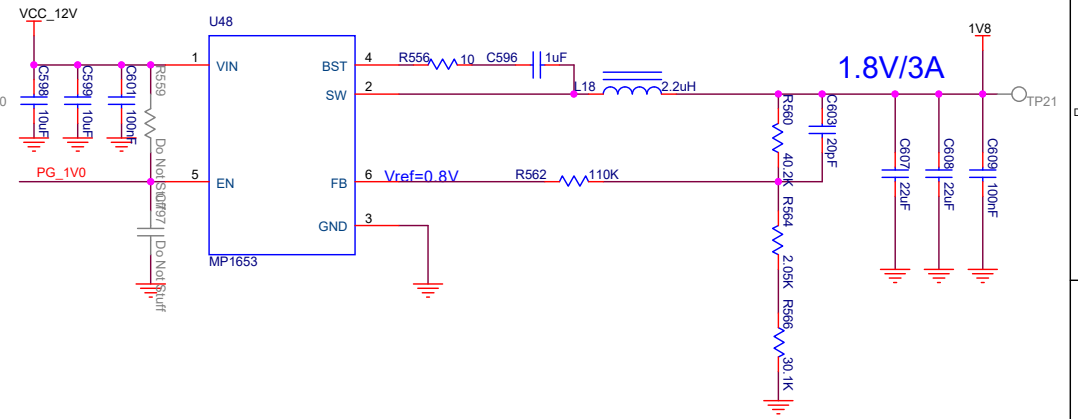 VCC_12V
U48
1V8
1
VIN
BST
4
R556
10
C596
1uF
1.8V/3A
SW
2
L18
2.2uH
TP21
C598
10uF
C599
10uF
C601
100nF
R559
Do Not Stuff
R560
40.2K
C603
20pF
C607
22uF
C608
22uF
C609
100nF
0
D
PG_1V0
5
EN
FB
6
Vref=0.8V
R562
110K
GND
3
R564
2.05K
Do Not Stuff
MP1653
R566
30.1K